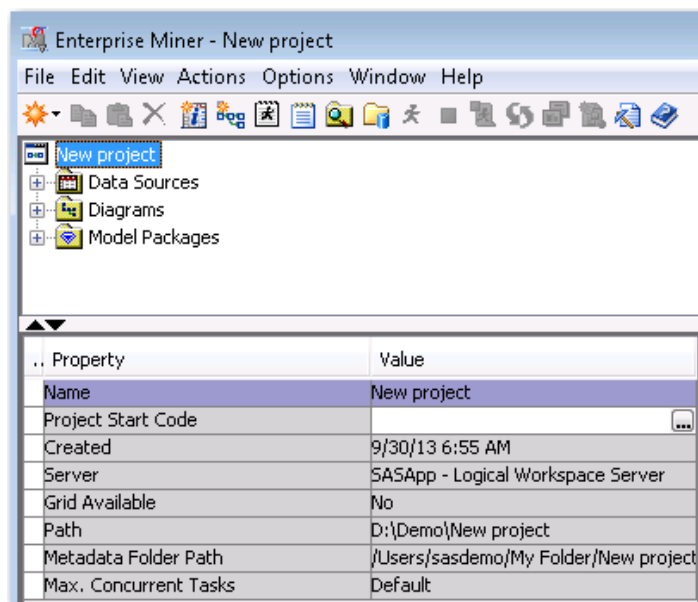 Enterprise Miner - New project
File Edit View Actions Options Window Help
New project
Data Sources
Diagrams
Model Packages
.. Property Value
Name New project
Project Start Code ...
Created 9/30/13 6:55 AM
Server SASApp - Logical Workspace Server
Grid Available No
Path D:\Demo\New project
Metadata Folder Path /Users/sasdemo/My Folder/New project
Max. Concurrent Tasks Default